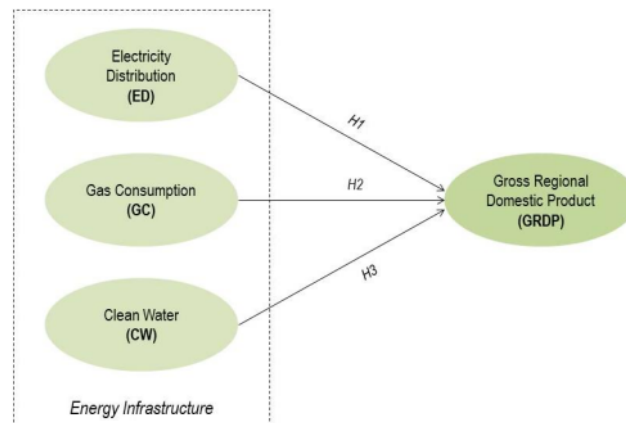 Electricity
Distribution
(ED)
H1
Gas Consumption
(GC)
H2
Gross Regional
Domestic Product
(GRDP)
H3
Clean Water
(CW)
Energy Infrastructure